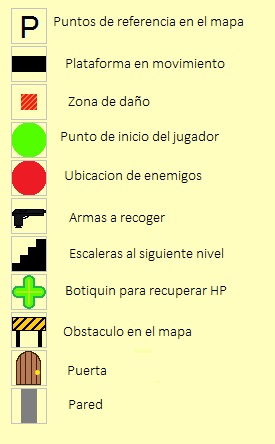 P Puntos de referencia en el mapa
Plataforma en movimiento
Zona de daño
Punto de inicio del jugador
Ubicacion de enemigos
Armas a recoger
Escaleras al siguiente nivel
Botiquin para recuperar HP
Obstaculo en el mapa
Puerta
Pared